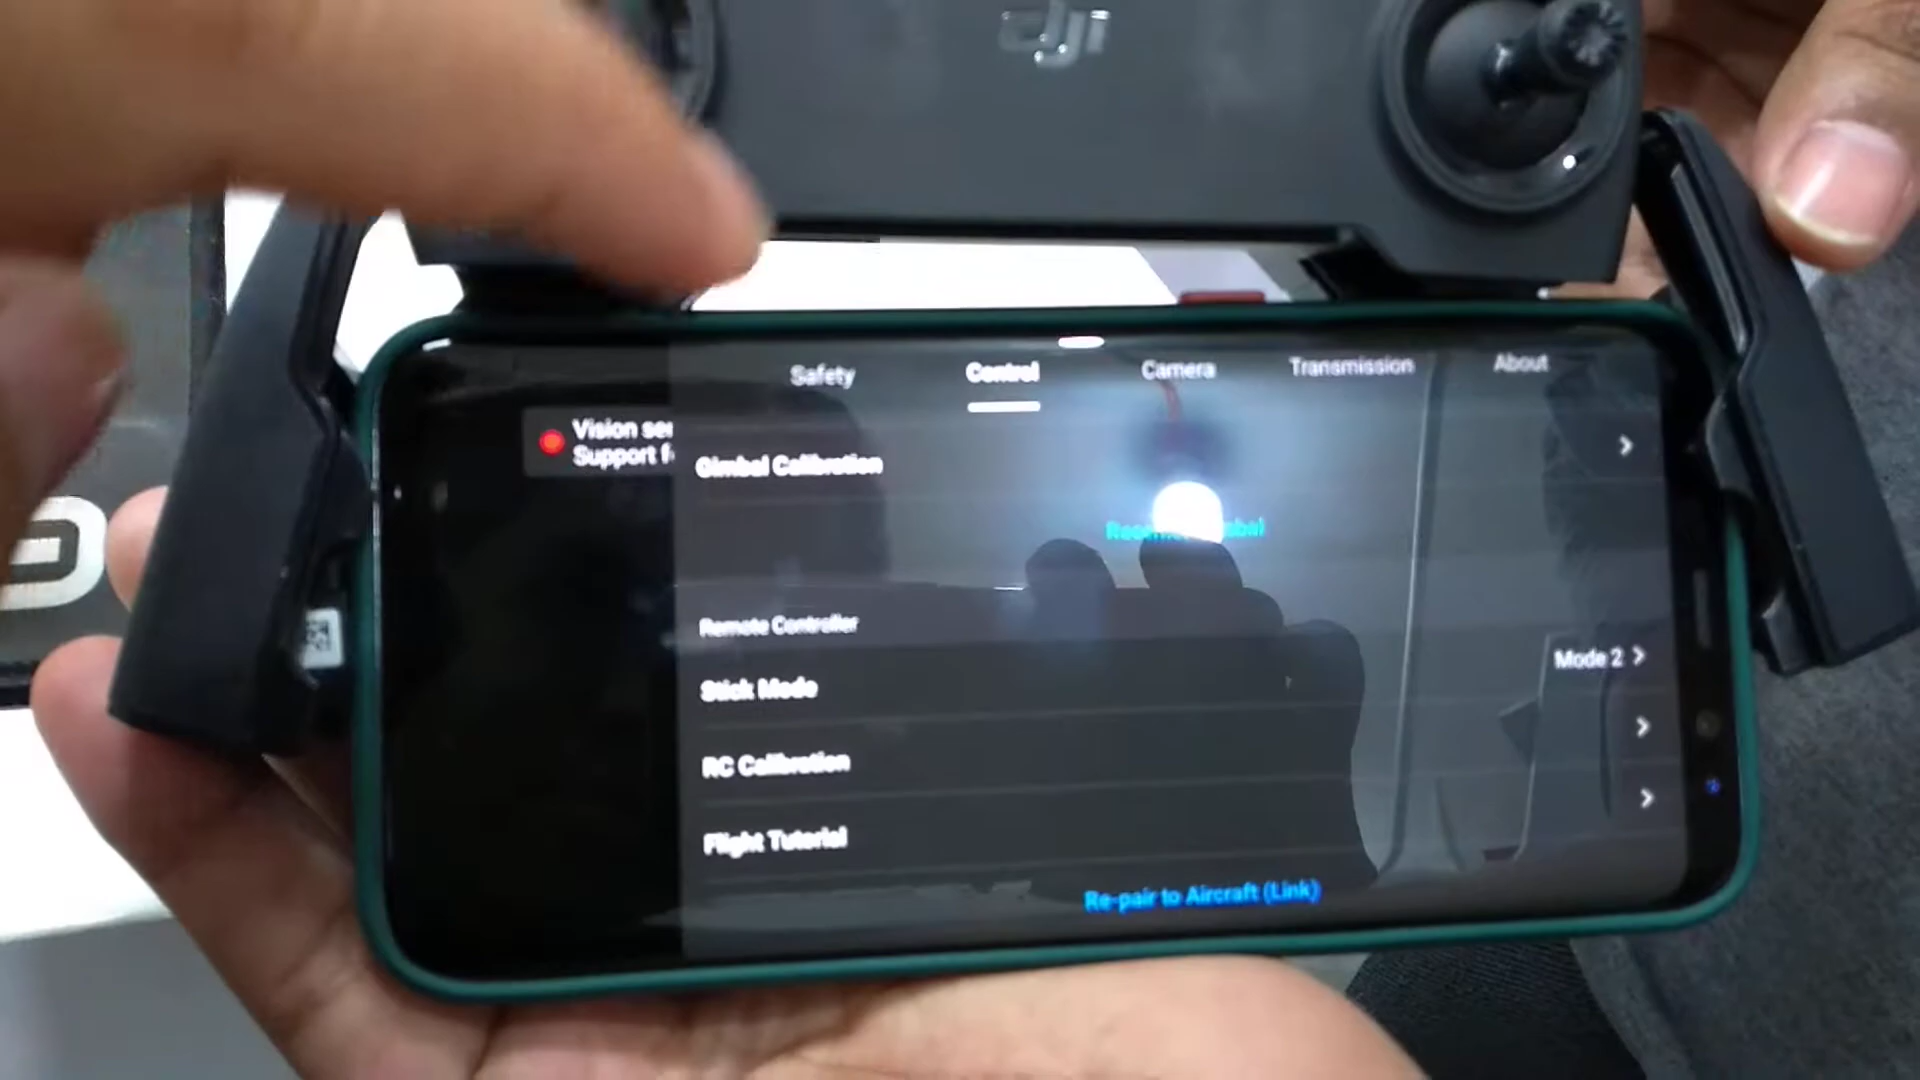 dji
Safety Control Camera Transmission About
Vision se
Support f
Gimbal Calibration
Remote Controller
Stick Mode
Mode 2
RC Calibration
Flight Tutorial
Re-pair to Aircraft (Link)